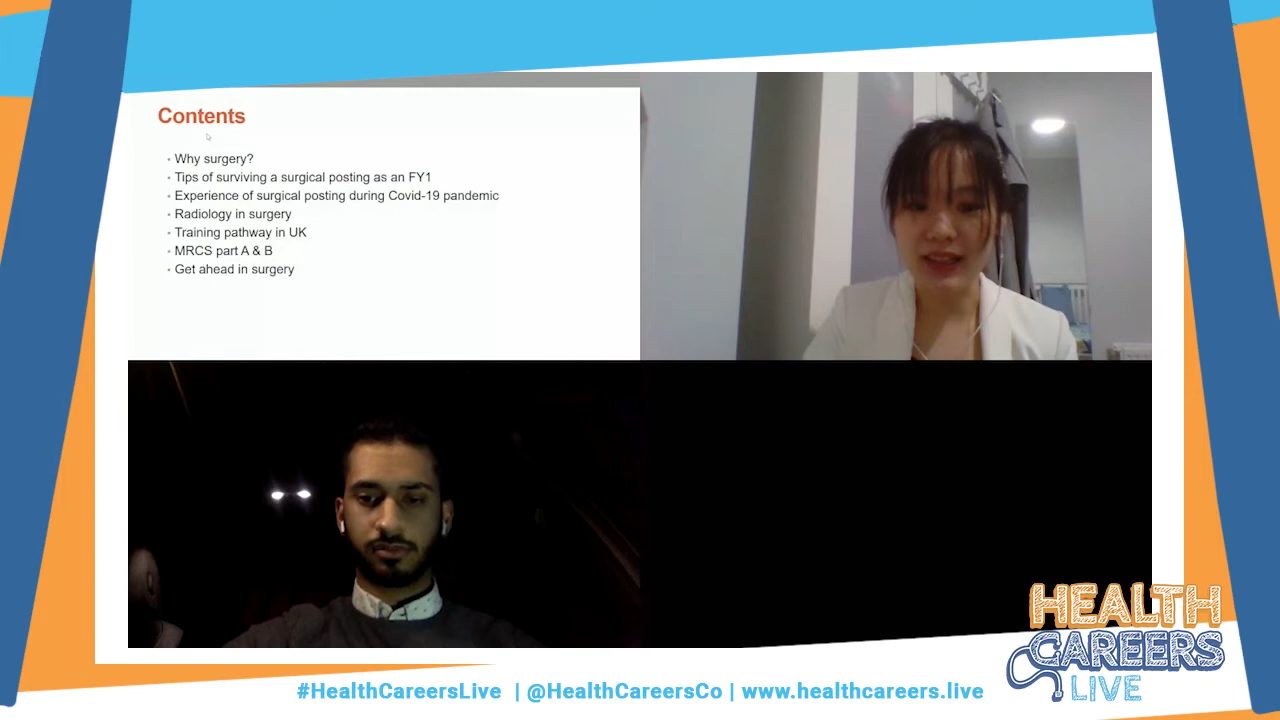 Contents
Why surgery?
Tips of surviving a surgical posting as an FY1
Experience of surgical posting during Covid-19 pandemic
Radiology in surgery
Training pathway in UK
MRCS part A & B
Get ahead in surgery
HEALTH
CAREERS
LIVE
#HealthCareersLive | @HealthCareersCo | www.healthcareers.live